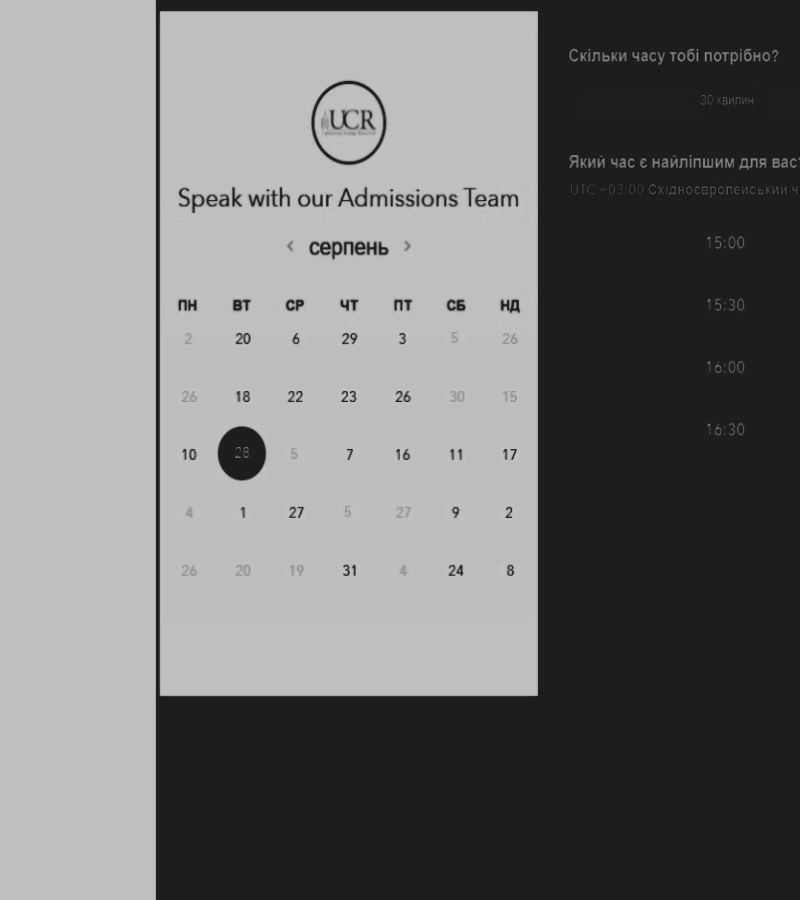 UCR
Speak with our Admissions Team
‹ серпень ›
ПН ВТ СР ЧТ ПТ СБ НД
2 20 6 29 3 5 26
26 18 22 23 26 30 15
10 28 5 7 16 11 17
4 1 27 5 27 9 2
26 20 19 31 4 24 8
Скільки часу тобі потрібно?
30 хвилин
Який час є найліпшим для вас?
UTC +03:00 Східноєвропейський ч
15:00
15:30
16:00
16:30